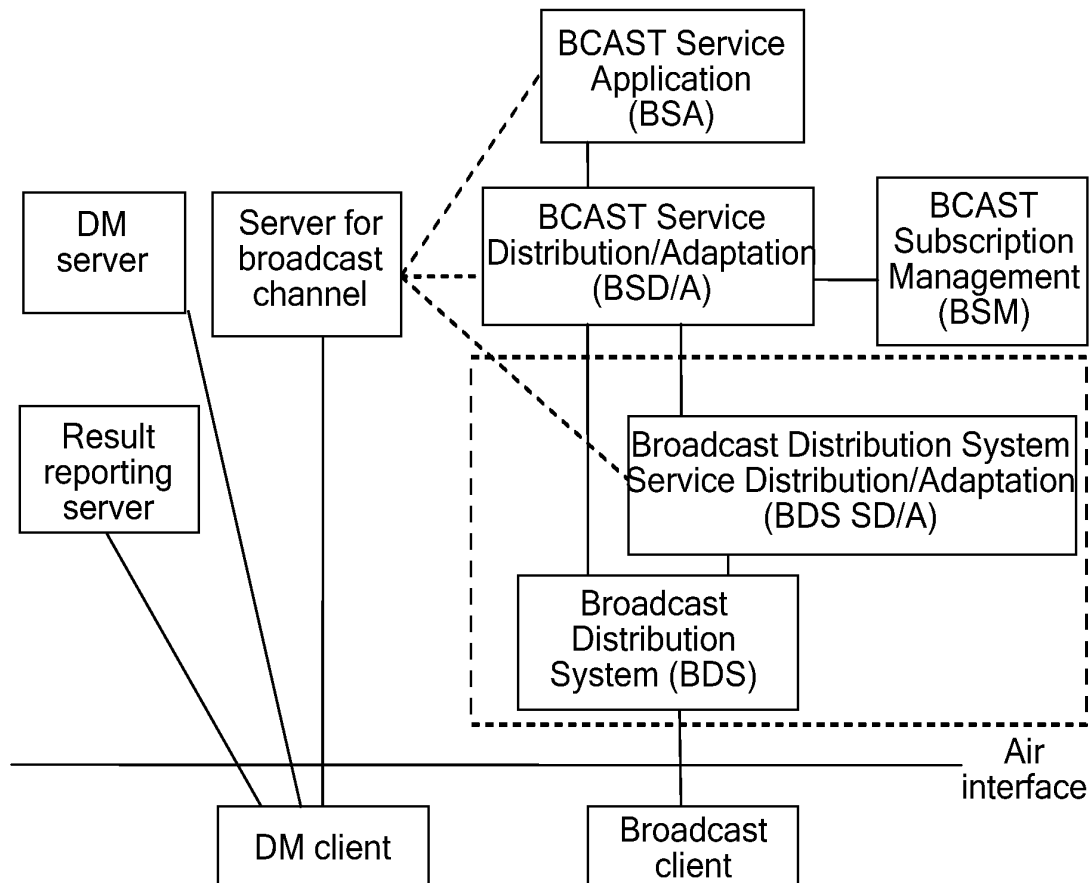 BCAST Service
Application
(BSA)
DM
server
Server for
broadcast
channel
BCAST Service
Distribution/Adaptation
(BSD/A)
BCAST
Subscription
Management
(BSM)
Result
reporting
server
Broadcast Distribution System
Service Distribution/Adaptation
(BDS SD/A)
Broadcast
Distribution
System (BDS)
Air
interface
DM client
Broadcast
client